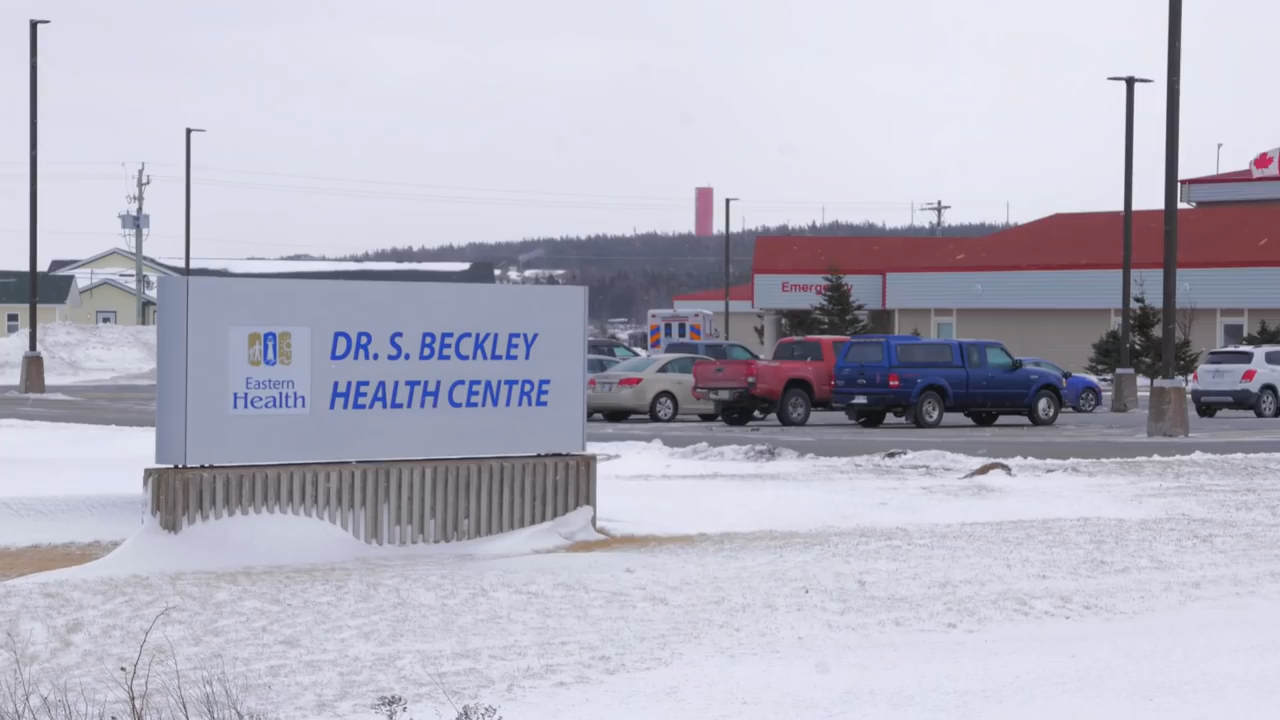 Eastern
Health
DR. S. BECKLEY
HEALTH CENTRE
Emergency